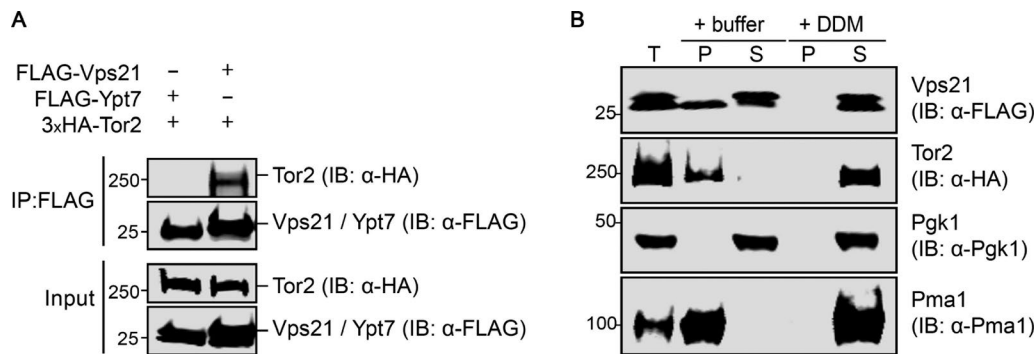 A
FLAG-Vps21 – +
FLAG-Ypt7 + –
3xHA-Tor2 + +
IP:FLAG
250
Tor2 (IB: α-HA)
25
Vps21 / Ypt7 (IB: α-FLAG)
Input
250
Tor2 (IB: α-HA)
25
Vps21 / Ypt7 (IB: α-FLAG)
B
+ buffer + DDM
T P S P S
25
Vps21
(IB: α-FLAG)
250
Tor2
(IB: α-HA)
50
Pgk1
(IB: α-Pgk1)
100
Pma1
(IB: α-Pma1)